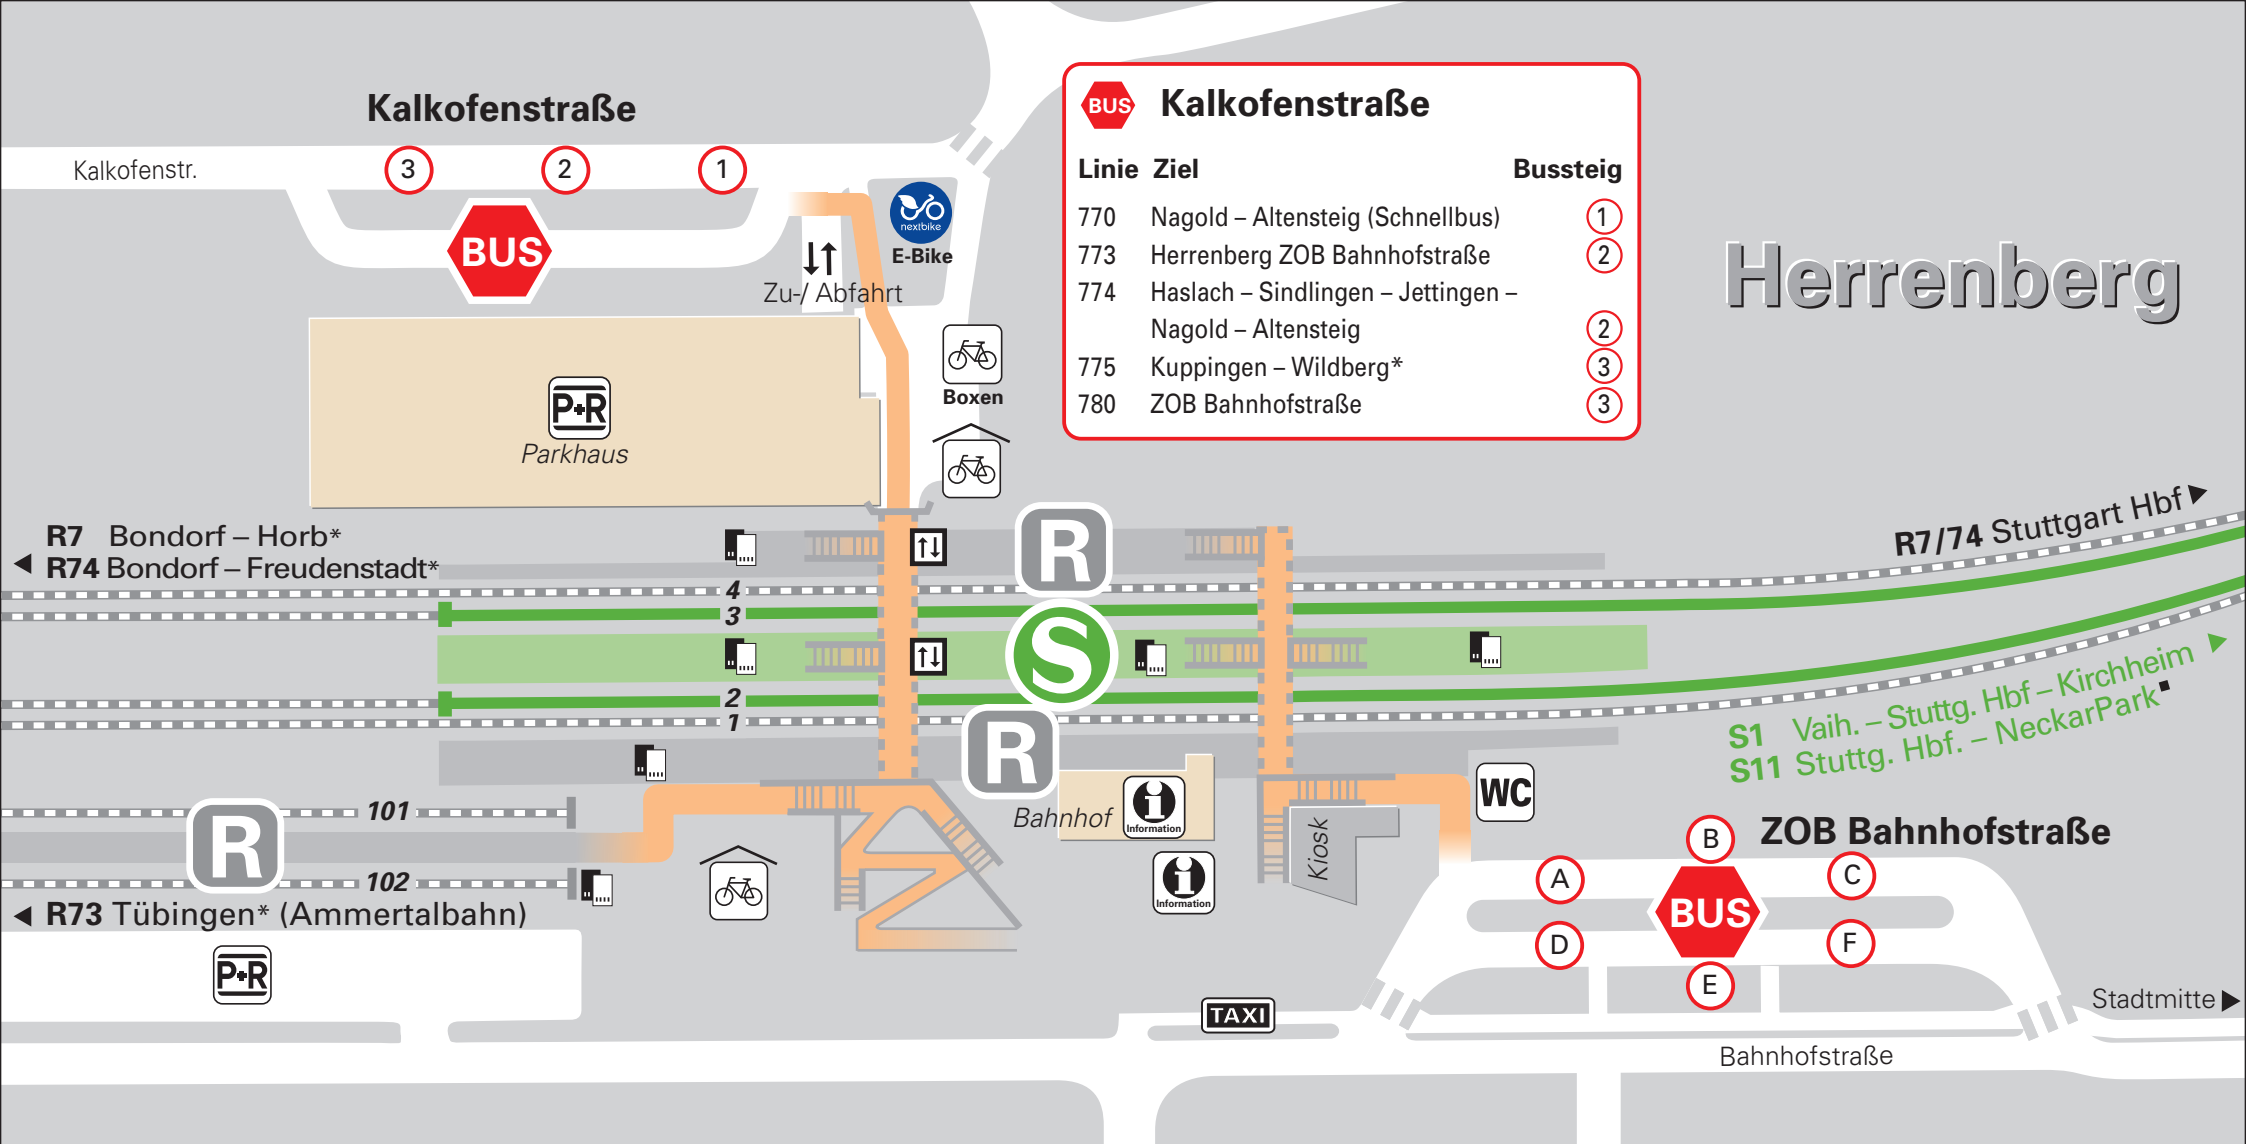 Kalkofenstraße
Kalkofenstr.
3
2
1
BUS
nextbike
E-Bike
Zu-/ Abfahrt
BUS Kalkofenstraße
Linie Ziel Bussteig
770 Nagold – Altensteig (Schnellbus) 1
773 Herrenberg ZOB Bahnhofstraße 2
774 Haslach – Sindlingen – Jettingen –
Nagold – Altensteig 2
775 Kuppingen – Wildberg* 3
780 ZOB Bahnhofstraße 3
Herrenberg
P+R
Parkhaus
Boxen
R7 Bondorf – Horb*
R74 Bondorf – Freudenstadt*
R7/74 Stuttgart Hbf
R
4
3
S
2
1
R
S1 Vaih. – Stuttg. Hbf – Kirchheim
S11 Stuttg. Hbf. – NeckarPark
101
R
102
R73 Tübingen* (Ammertalbahn)
P+R
Bahnhof
i
Information
i
Information
Kiosk
WC
ZOB Bahnhofstraße
A
B
C
BUS
D
E
F
TAXI
Stadtmitte
Bahnhofstraße